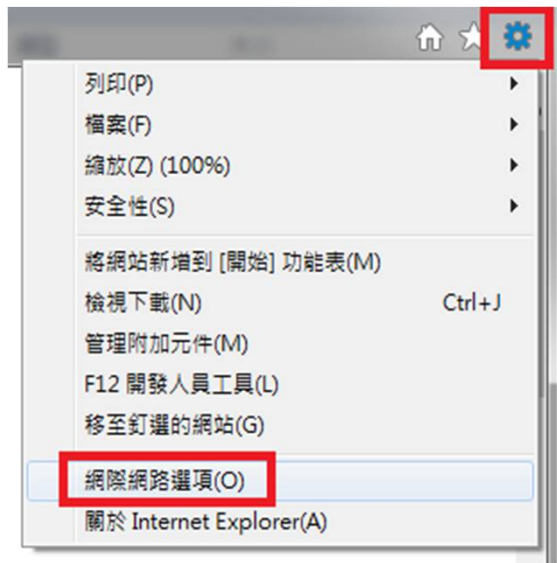 列印(P)
檔案(F)
縮放(Z) (100%)
安全性(S)
將網站新增到 [開始] 功能表(M)
檢視下載(N) Ctrl+J
管理附加元件(M)
F12 開發人員工具(L)
移至釘選的網站(G)
網際網路選項(O)
關於 Internet Explorer(A)